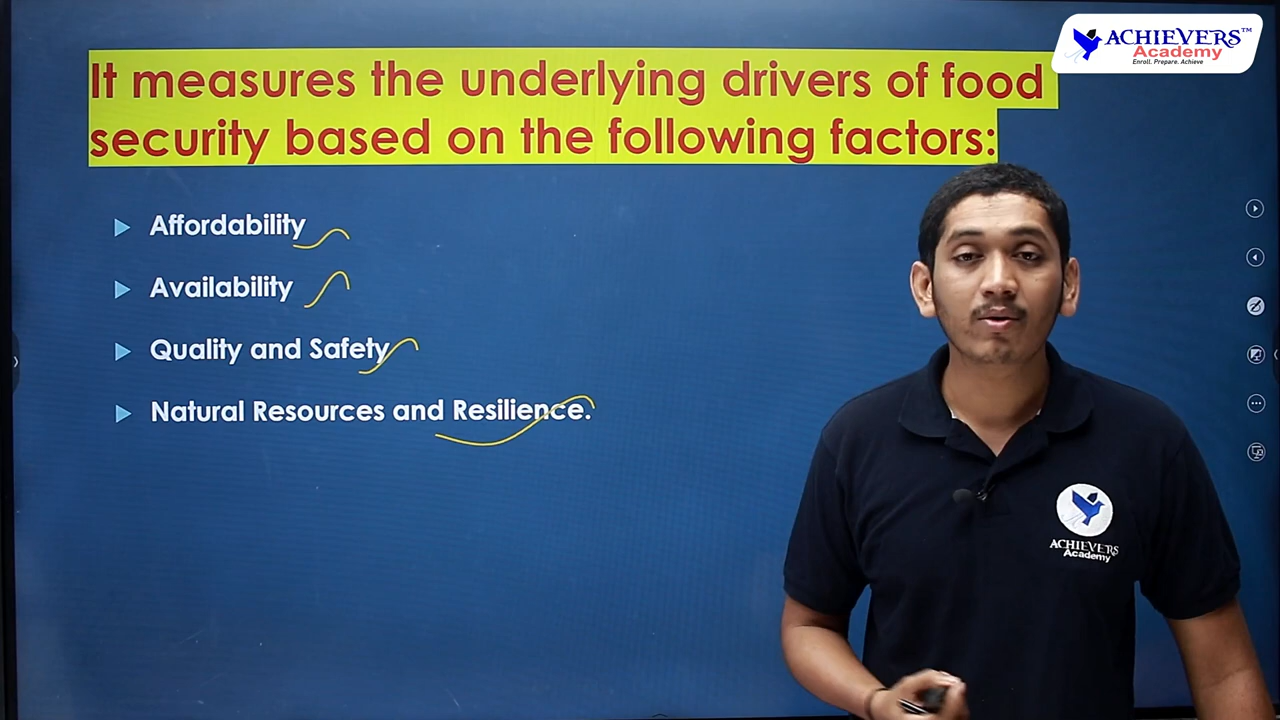 ACHIEVERS™
Academy
Enroll. Prepare. Achieve
It measures the underlying drivers of food
security based on the following factors:
Affordability
Availability
Quality and Safety
Natural Resources and Resilience.
ACHIEVERS
Academy